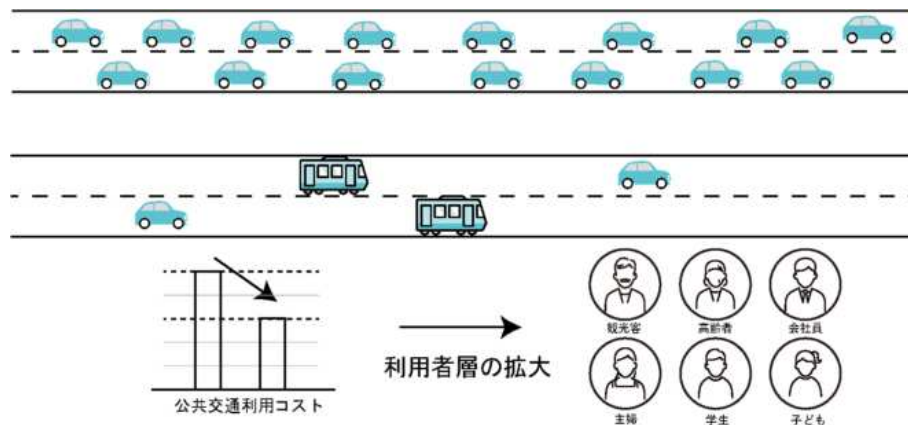 観光客
高齢者
会社員
利用者層の拡大
公共交通利用コスト
主婦
学生
子ども